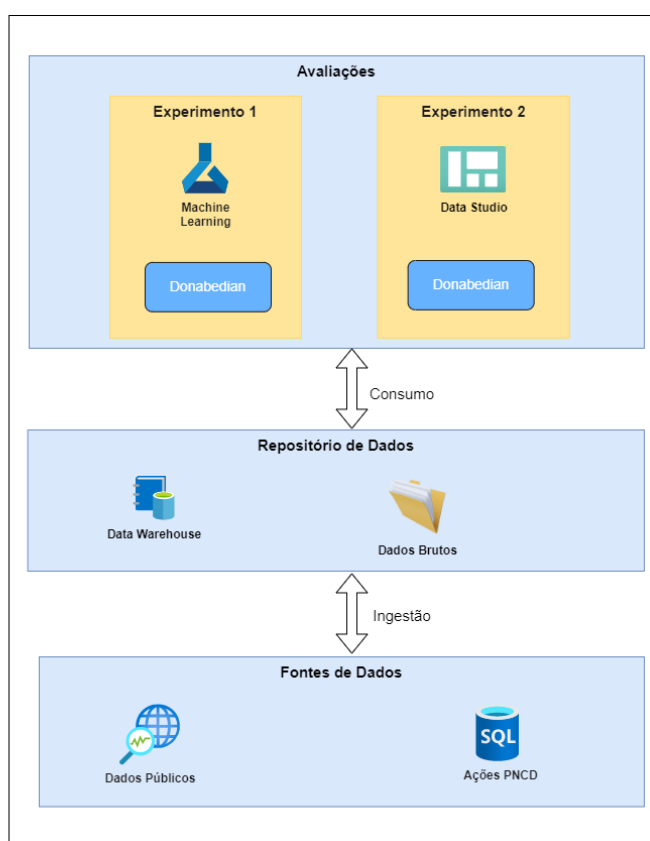 Avaliações
Experimento 1
Experimento 2
Machine
Learning
Data Studio
Donabedian
Donabedian
Consumo
Repositório de Dados
Data Warehouse
Dados Brutos
Ingestão
Fontes de Dados
Dados Públicos
SQL
Ações PNCD